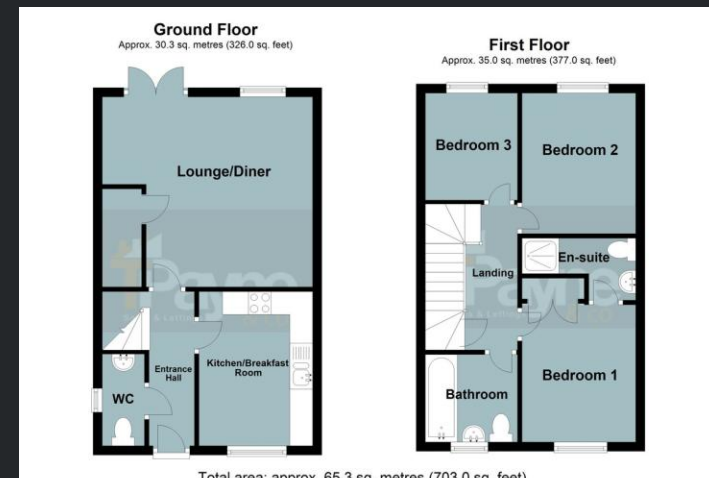 Ground Floor
Approx. 30.3 sq. metres (326.0 sq. feet)
Lounge/Diner
Kitchen/Breakfast
Room
Entrance
Hall
WC
First Floor
Approx. 35.0 sq. metres (377.0 sq. feet)
Bedroom 3
Bedroom 2
En-suite
Landing
Bathroom
Bedroom 1
Payne
Payne
Total area: approx. 65.3 sq. metres (703.0 sq. feet)